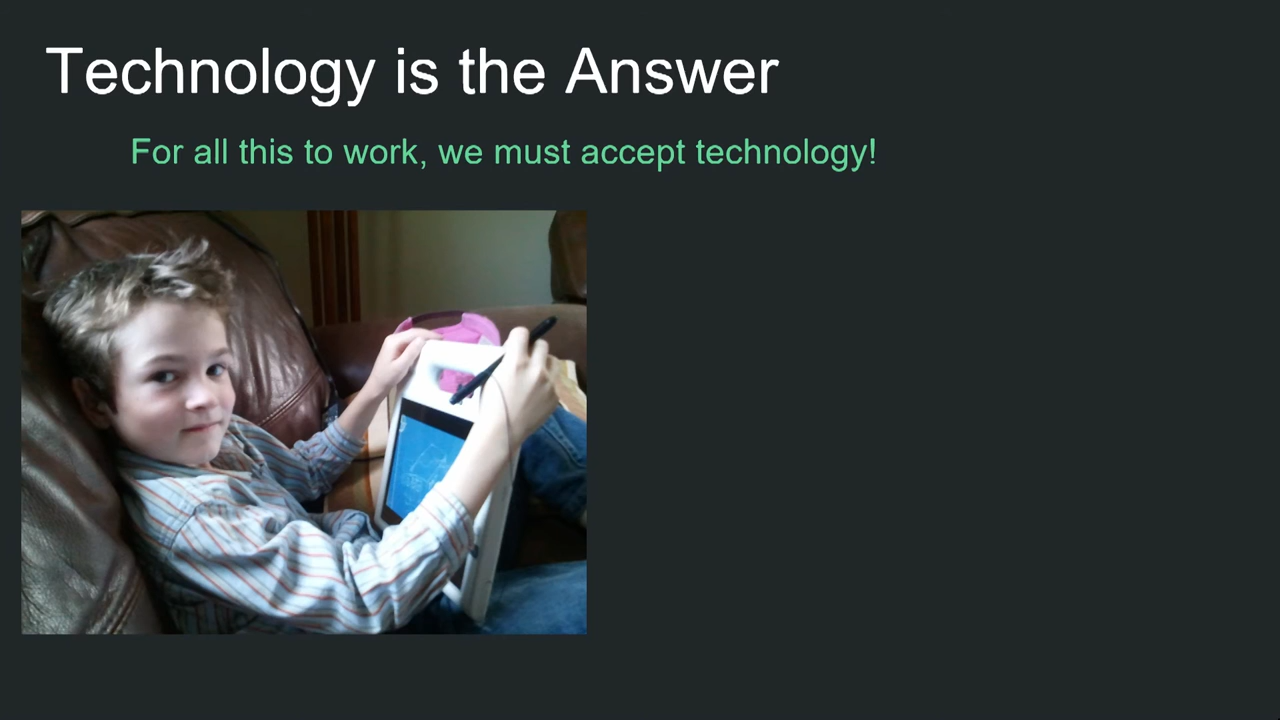 Technology is the Answer
For all this to work, we must accept technology!